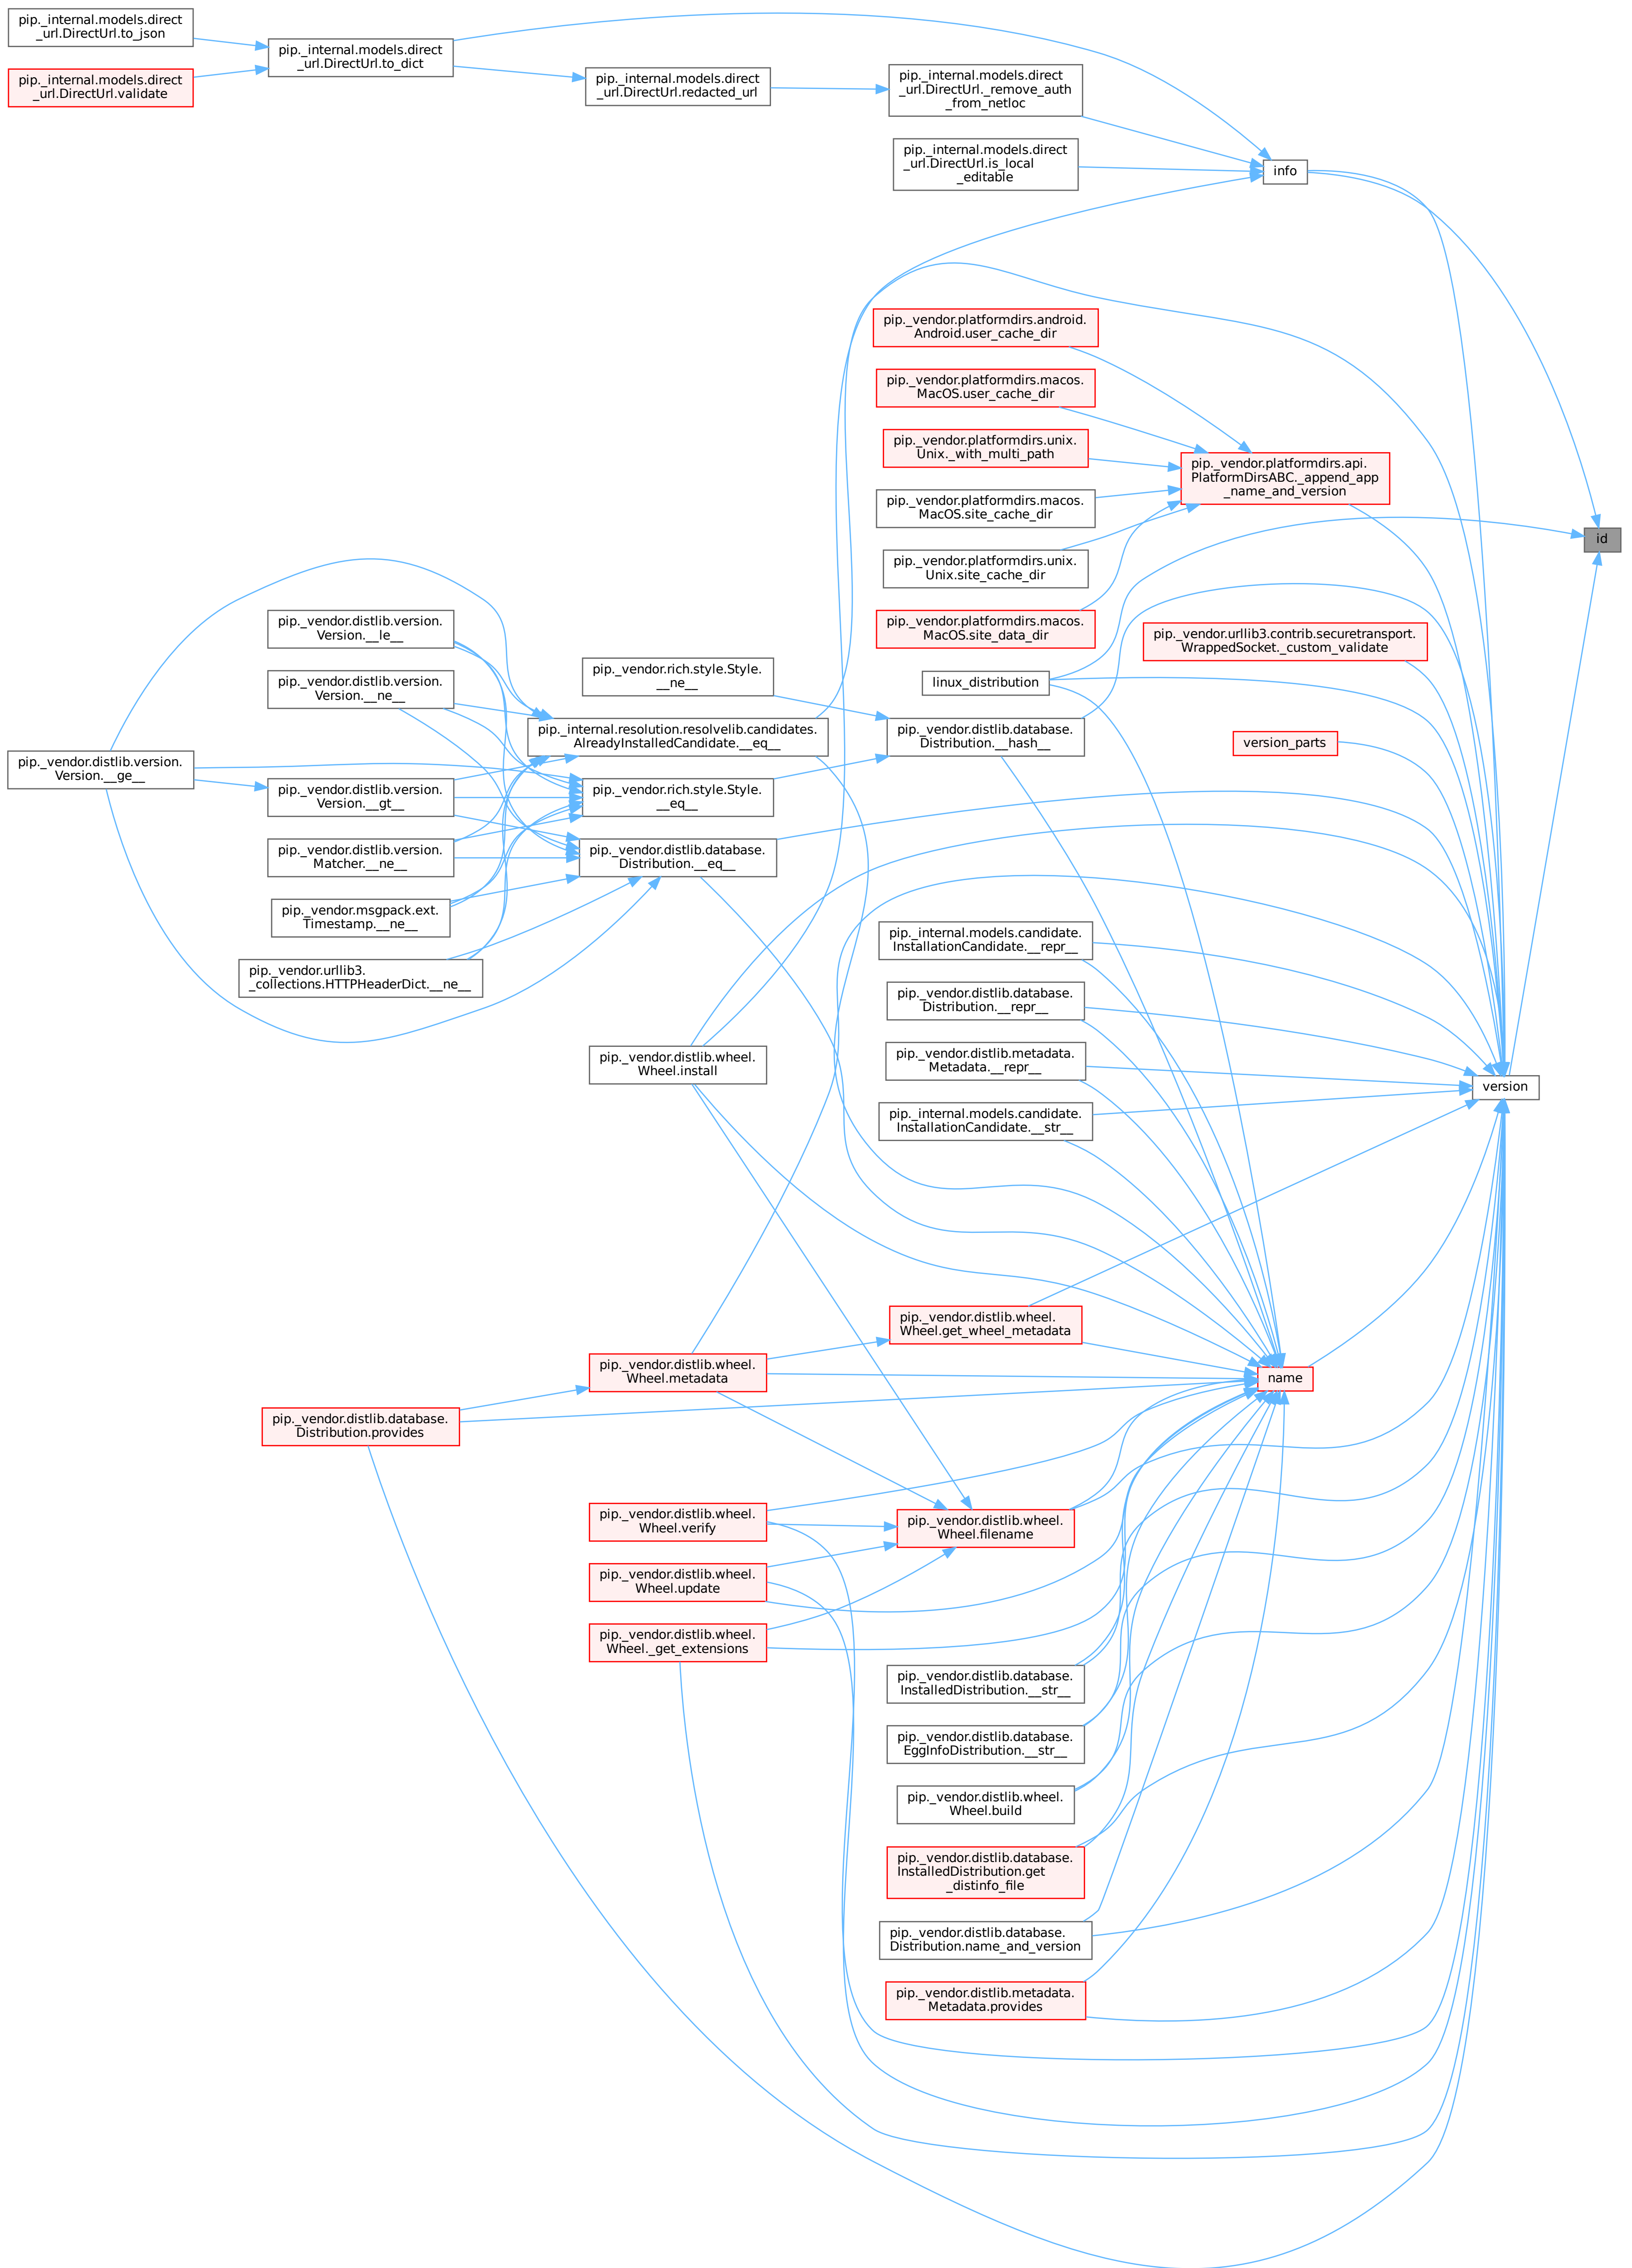 pip._internal.models.direct
_url.DirectUrl.to_json
pip._internal.models.direct
_url.DirectUrl.validate
pip._internal.models.direct
_url.DirectUrl.to_dict
pip._internal.models.direct
_url.DirectUrl.redacted_url
pip._internal.models.direct
_url.DirectUrl._remove_auth
_from_netloc
pip._internal.models.direct
_url.DirectUrl.is_local
_editable
info
pip._vendor.platformdirs.android.
Android.user_cache_dir
pip._vendor.platformdirs.macos.
MacOS.user_cache_dir
pip._vendor.platformdirs.unix.
Unix._with_multi_path
pip._vendor.platformdirs.macos.
MacOS.site_cache_dir
pip._vendor.platformdirs.unix.
Unix.site_cache_dir
pip._vendor.platformdirs.macos.
MacOS.site_data_dir
pip._vendor.platformdirs.api.
PlatformDirsABC._append_app
_name_and_version
id
pip._vendor.urllib3.contrib.securetransport.
WrappedSocket._custom_validate
linux_distribution
version_parts
pip._vendor.distlib.version.
Version.__le__
pip._vendor.distlib.version.
Version.__ne__
pip._vendor.rich.style.Style.
__ne__
pip._internal.resolution.resolvelib.candidates.
AlreadyInstalledCandidate.__eq__
pip._vendor.distlib.database.
Distribution.__hash__
pip._vendor.distlib.version.
Version.__ge__
pip._vendor.distlib.version.
Version.__gt__
pip._vendor.rich.style.Style.
__eq__
pip._vendor.distlib.version.
Matcher.__ne__
pip._vendor.distlib.database.
Distribution.__eq__
pip._vendor.msgpack.ext.
Timestamp.__ne__
pip._vendor.urllib3.
_collections.HTTPHeaderDict.__ne__
pip._internal.models.candidate.
InstallationCandidate.__repr__
pip._vendor.distlib.database.
Distribution.__repr__
pip._vendor.distlib.metadata.
Metadata.__repr__
pip._internal.models.candidate.
InstallationCandidate.__str__
pip._vendor.distlib.wheel.
Wheel.install
version
pip._vendor.distlib.wheel.
Wheel.get_wheel_metadata
pip._vendor.distlib.wheel.
Wheel.metadata
name
pip._vendor.distlib.database.
Distribution.provides
pip._vendor.distlib.wheel.
Wheel.verify
pip._vendor.distlib.wheel.
Wheel.filename
pip._vendor.distlib.wheel.
Wheel.update
pip._vendor.distlib.wheel.
Wheel._get_extensions
pip._vendor.distlib.database.
InstalledDistribution.__str__
pip._vendor.distlib.database.
EggInfoDistribution.__str__
pip._vendor.distlib.wheel.
Wheel.build
pip._vendor.distlib.database.
InstalledDistribution.get
_distinfo_file
pip._vendor.distlib.database.
Distribution.name_and_version
pip._vendor.distlib.metadata.
Metadata.provides